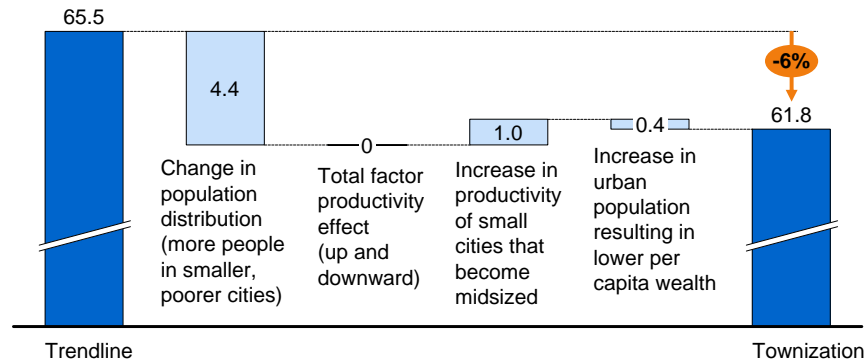 65.5
-6%
4.4
61.8
1.0
0.4
0
Change in
population
distribution
(more people
in smaller,
poorer cities)
Total factor
productivity
effect
(up and
downward)
Increase in
productivity
of small
cities that
become
midsized
Increase in
urban
population
resulting in
lower per
capita wealth
Trendline
Townization